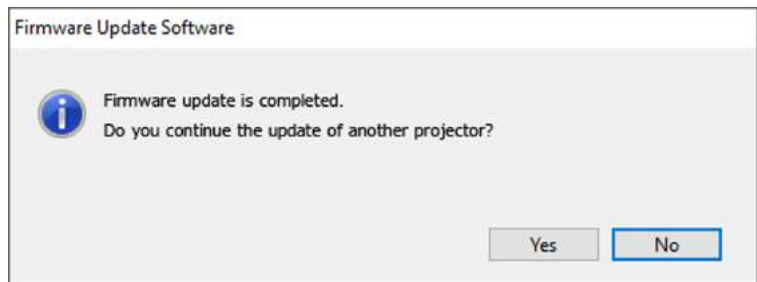 Firmware Update Software
Firmware update is completed.
Do you continue the update of another projector?
Yes
No